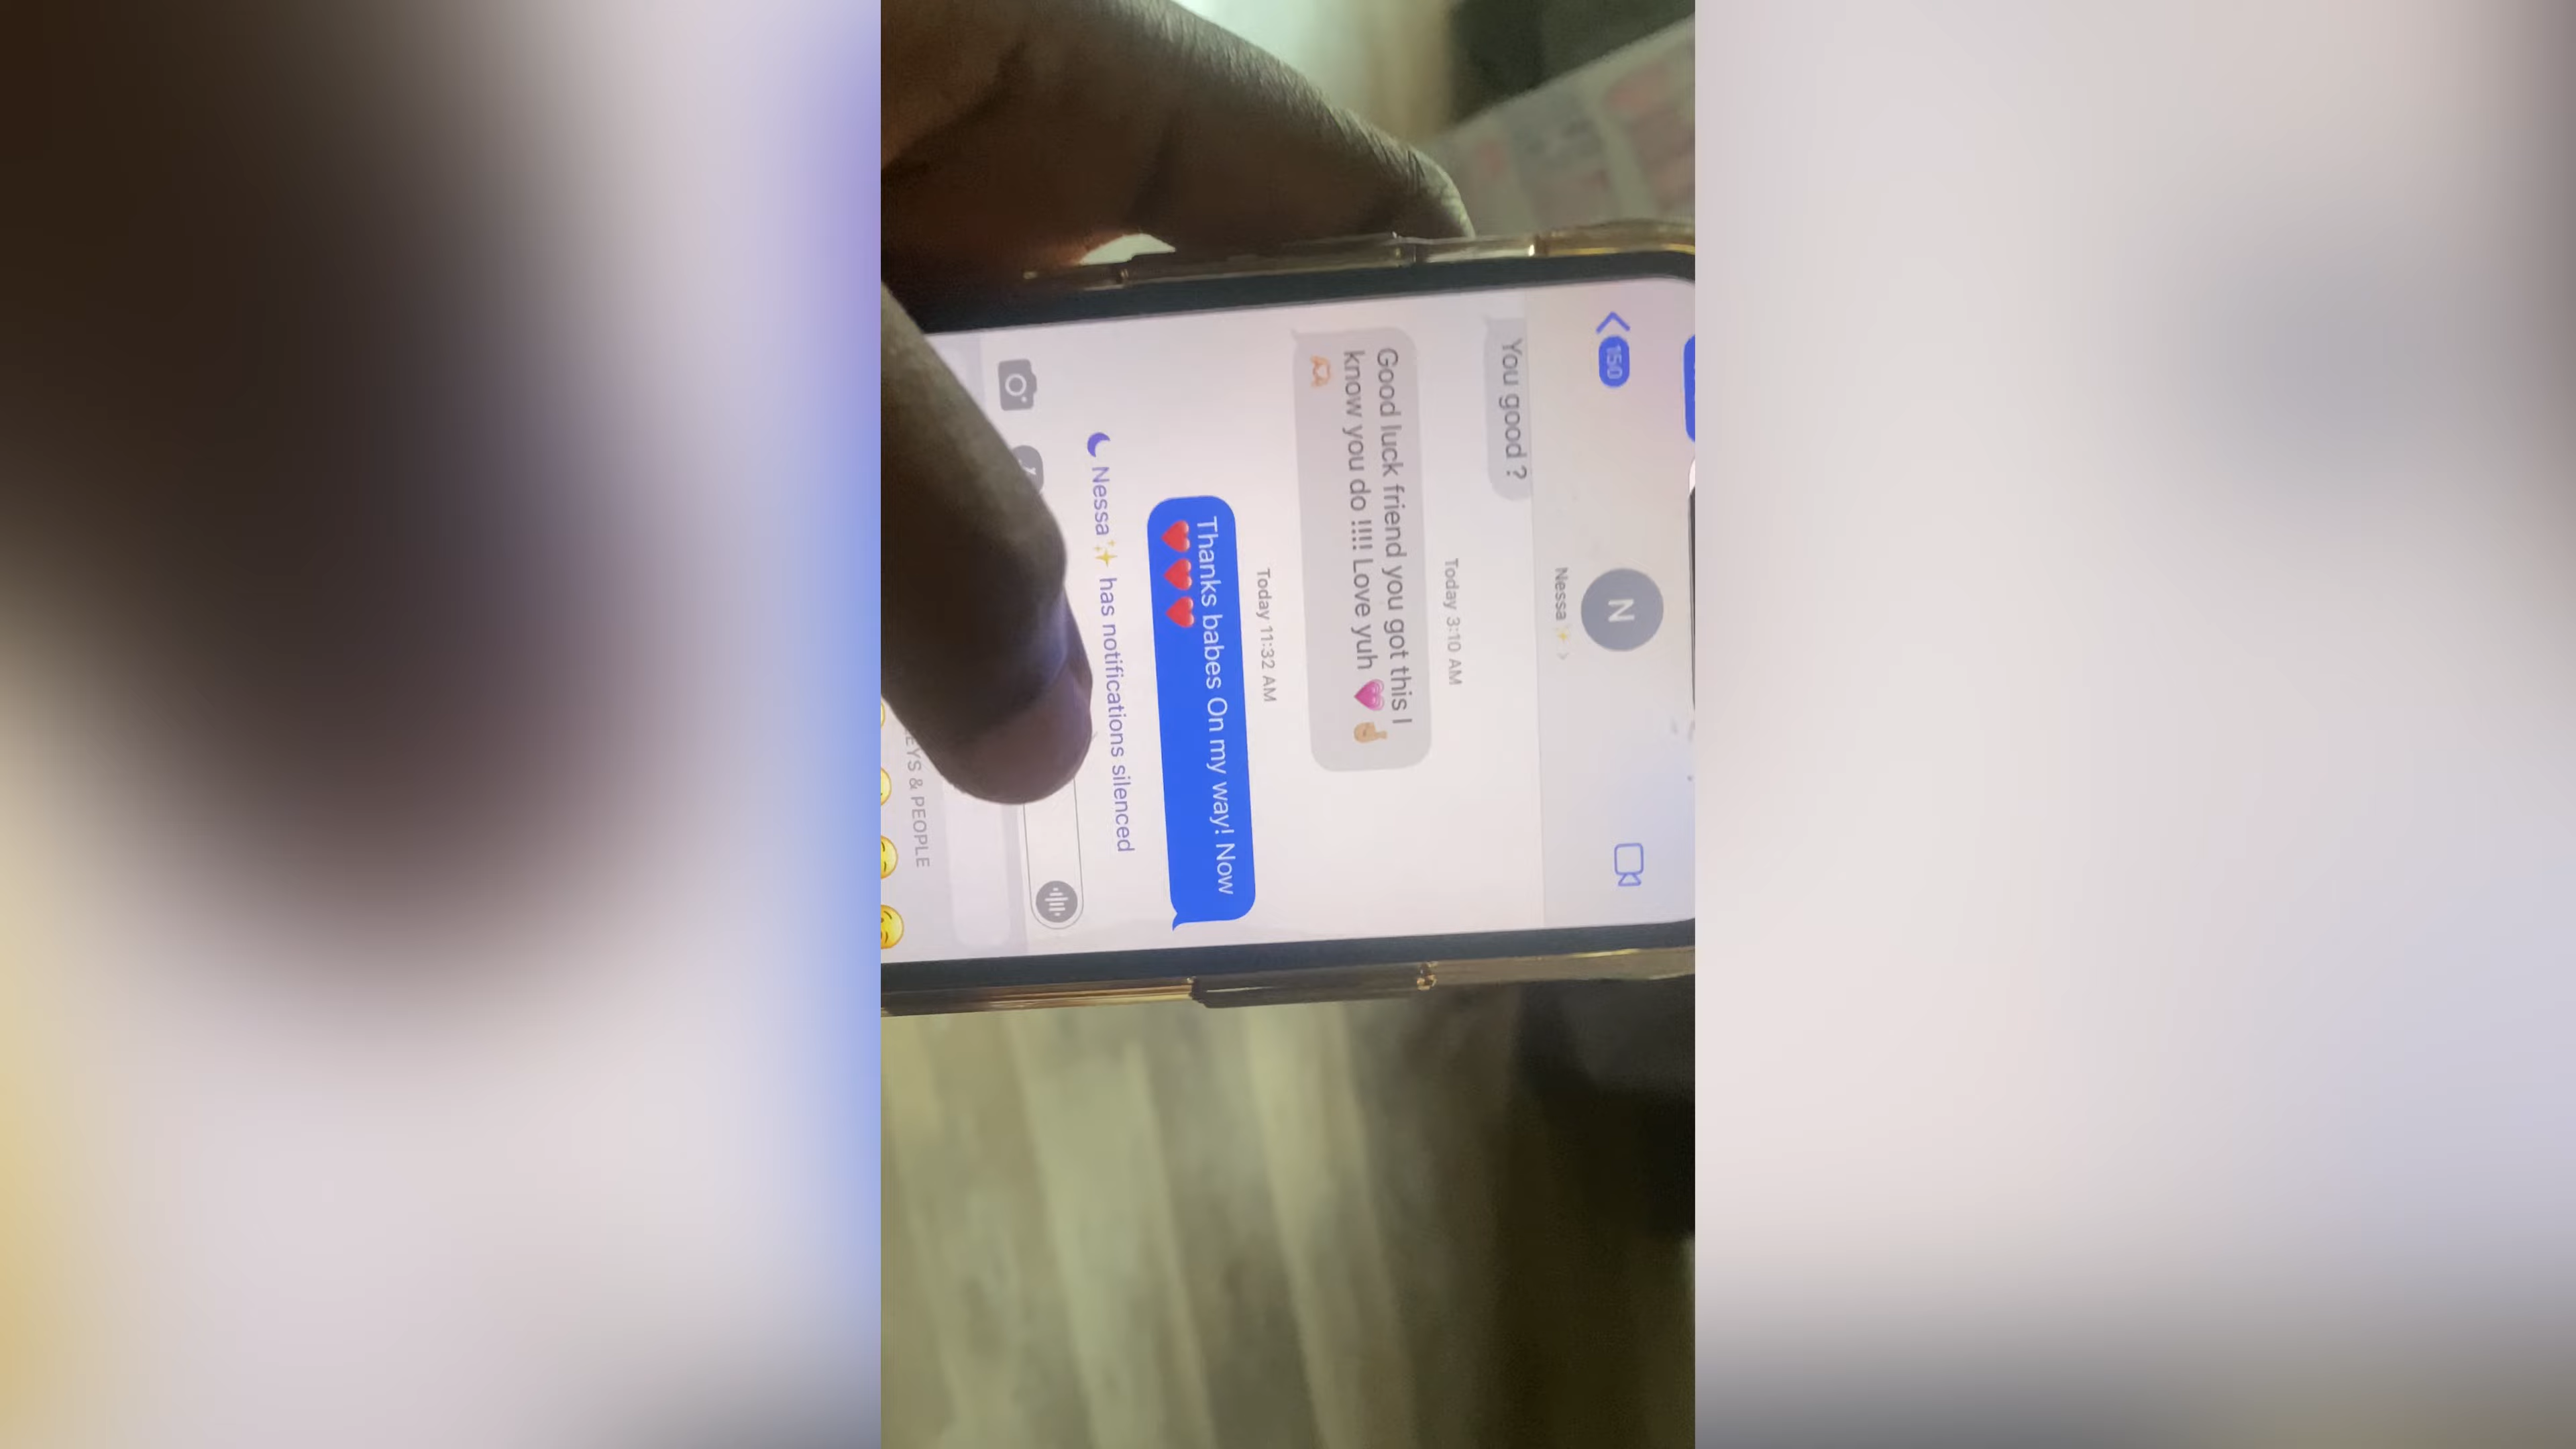 150
N
Nessa ✨ >
You good ?
Today 3:10 AM
Good luck friend you got this I
know you do !!!! Love yuh 💗🤞🏼
🫶🏼
Today 11:32 AM
Thanks babes On my way! Now
❤️❤️❤️
Nessa✨ has notifications silenced
& PEOPLE